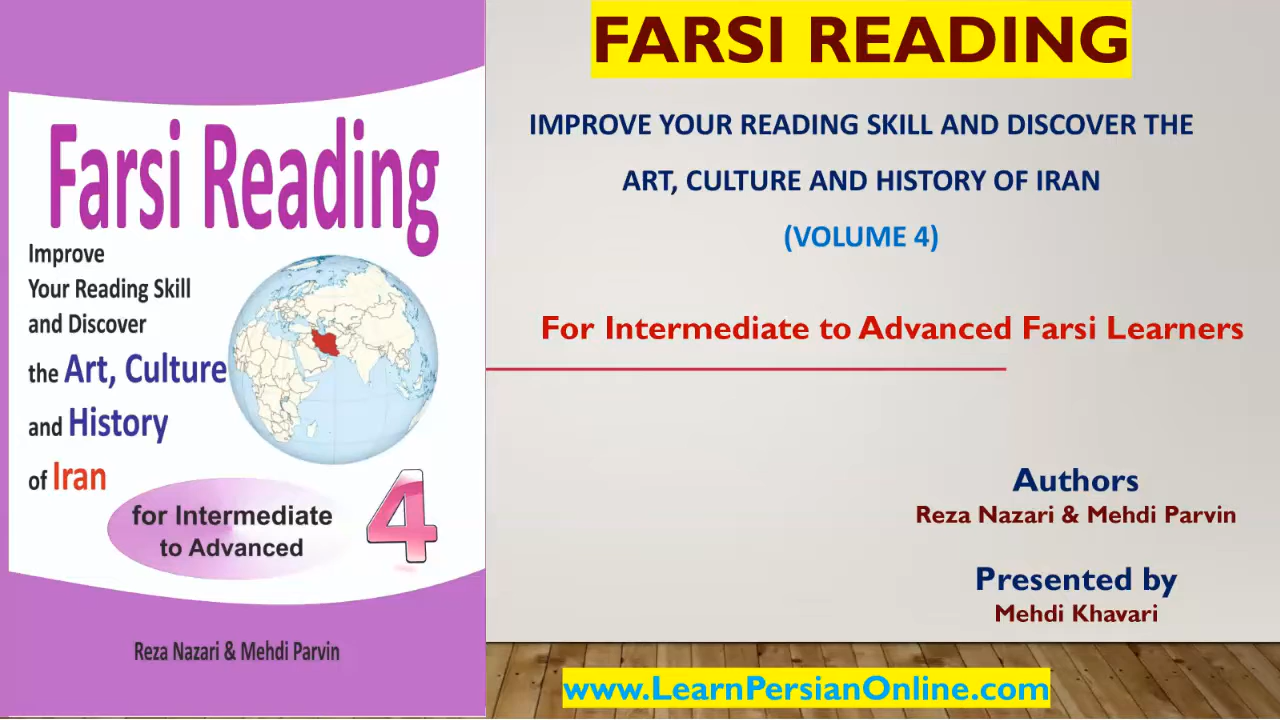 Farsi Reading
Improve
Your Reading Skill
and Discover
the Art, Culture
and History
of Iran
for Intermediate
to Advanced
4
Reza Nazari & Mehdi Parvin
FARSI READING
IMPROVE YOUR READING SKILL AND DISCOVER THE
ART, CULTURE AND HISTORY OF IRAN
(VOLUME 4)
For Intermediate to Advanced Farsi Learners
Authors
Reza Nazari & Mehdi Parvin
Presented by
Mehdi Khavari
www.LearnPersianOnline.com